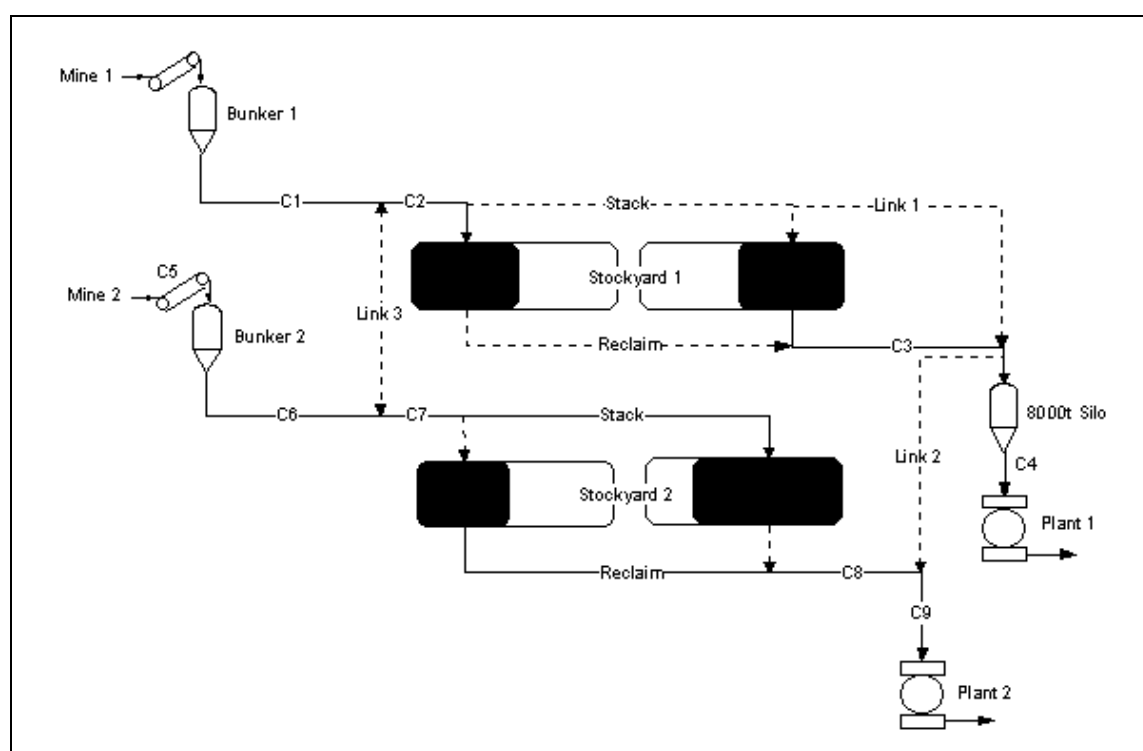 Mine 1
Bunker 1
C1
C2
Stack
Link 1
C5
Mine 2
Bunker 2
Link 3
Stockyard 1
Reclaim
C3
8000t Silo
C6
C7
Stack
Link 2
C4
Stockyard 2
Plant 1
Reclaim
C8
C9
Plant 2